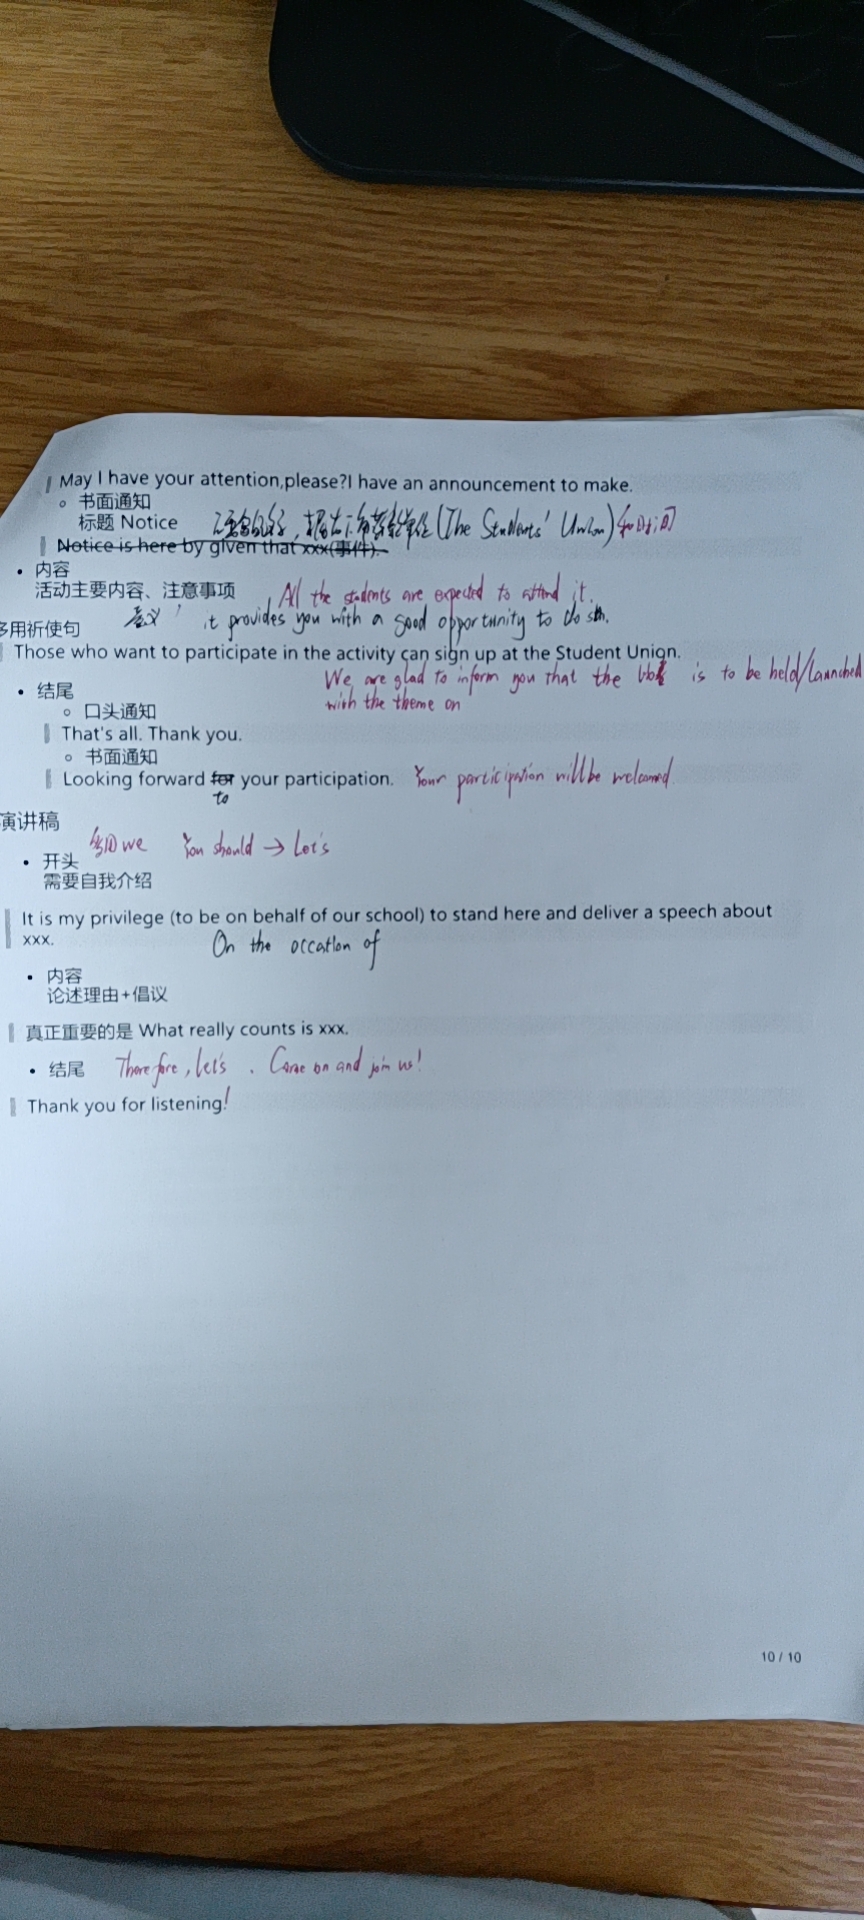 May I have your attention,please?I have an announcement to make.
书面通知
标题 Notice (The Students' Union)和时间
Notice is here by given that xxx(事件).
内容
活动主要内容、注意事项 All the students are expected to attend it.
意义, it provides you with a good opportunity to do sth.
多用祈使句
Those who want to participate in the activity can sign up at the Student Union.
We are glad to inform you that the is to be held/launched
with the theme on
结尾
口头通知
That's all. Thank you.
书面通知
Looking forward for your participation. Your participation will be welcomed
to
演讲稿
多用we You should → Let's
开头
需要自我介绍
It is my privilege (to be on behalf of our school) to stand here and deliver a speech about
xxx.
On the occation of
内容
论述理由+倡议
真正重要的是 What really counts is xxx.
结尾 Therefore, let's . Come on and join us!
Thank you for listening!
10 / 10